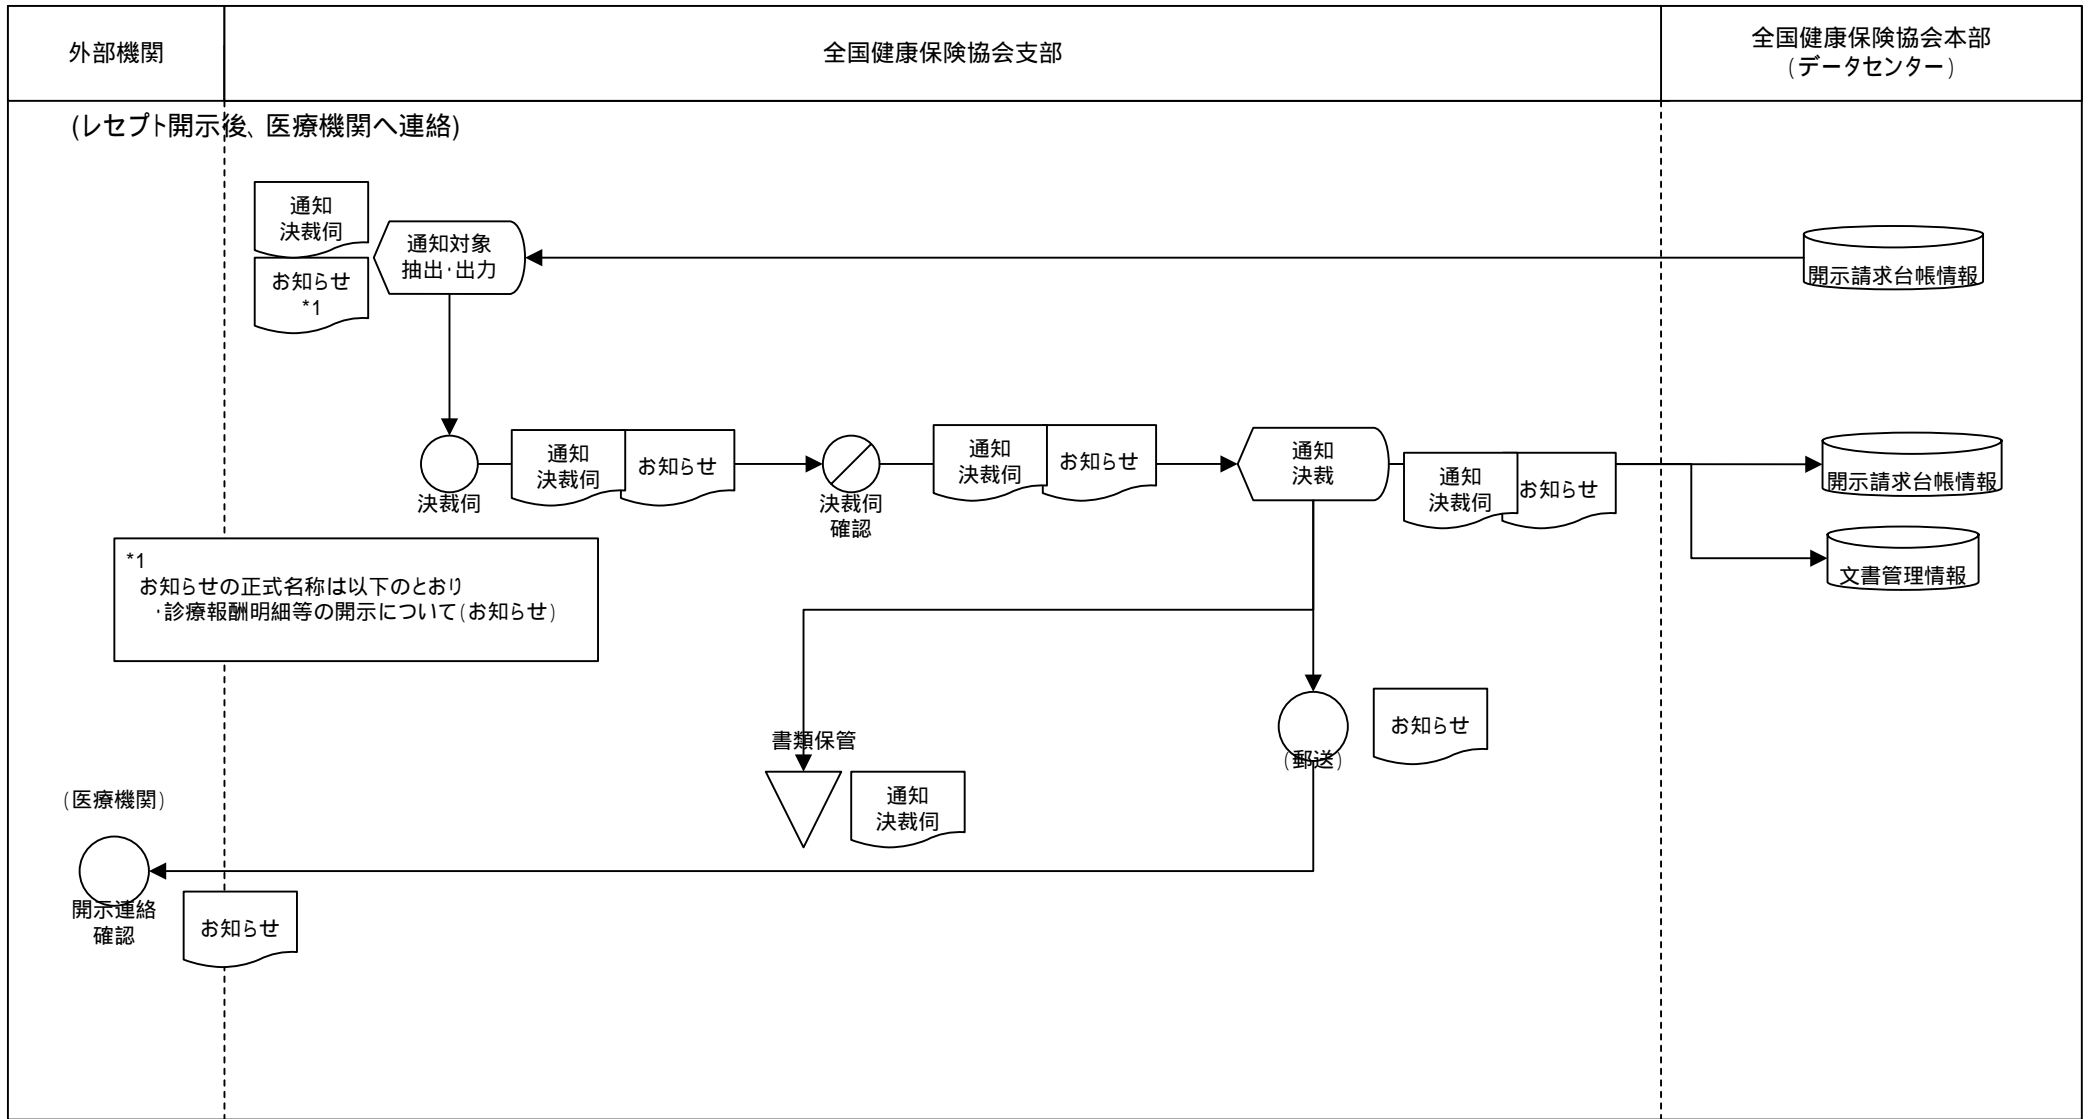 外部機関
全国健康保険協会支部
全国健康保険協会本部
(データセンター)
(レセプト開示後、医療機関へ連絡)
通知
決裁伺
お知らせ
*1
通知対象
抽出・出力
開示請求台帳情報
決裁伺
通知
決裁伺
お知らせ
決裁伺
確認
通知
決裁伺
お知らせ
通知
決裁
通知
決裁伺
お知らせ
開示請求台帳情報
文書管理情報
*1
お知らせの正式名称は以下のとおり
・診療報酬明細等の開示について(お知らせ)
書類保管
通知
決裁伺
(郵送)
お知らせ
(医療機関)
開示連絡
確認
お知らせ